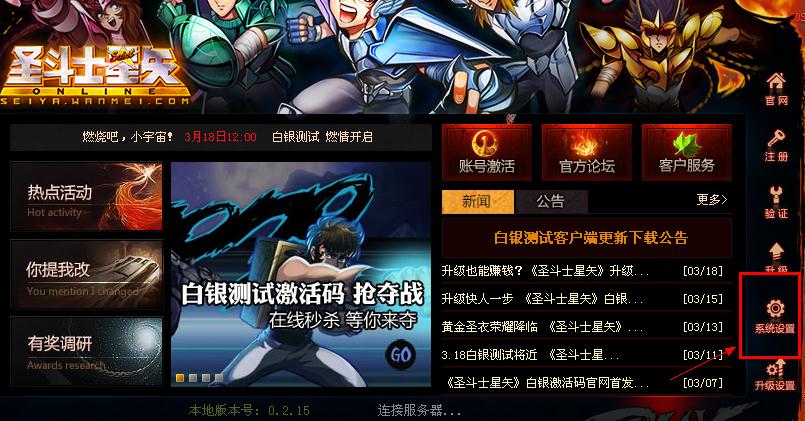 圣斗士星矢
ONLINE
SEIYA.WANMEI.COM
燃烧吧，小宇宙! 3月18日12:00 白银测试 燃情开启
热点活动
Hot activity
你提我改
You mention I changed
有奖调研
Awards research
白银测试激活码 抢夺战
在线秒杀 等你来夺
GO
账号激活
官方论坛
客户服务
新闻
公告
更多>
白银测试客户端更新下载公告
升级也能赚钱？《圣斗士星矢》升级... [03/18]
升级快人一步 《圣斗士星矢》白银... [03/15]
黄金圣衣荣耀降临 《圣斗士星矢》... [03/13]
3.18白银测试将近 《圣斗士星... [03/11]
《圣斗士星矢》白银激活码官网首发... [03/07]
官网
注册
验证
升级
系统设置
升级设置
本地版本号: 0.2.15
连接服务器...